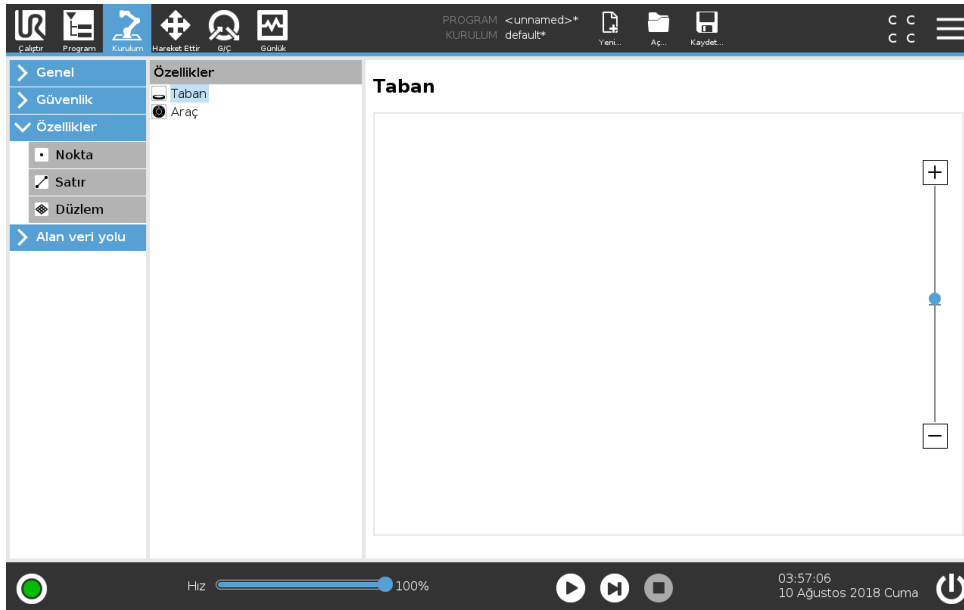 UR
PROGRAM <unnamed>*
KURULUM default*
C C
C C
Çalıştır Program Kurulum Hareket Ettir G/Ç Günlük Yeni... Aç... Kaydet...
Genel
Güvenlik
Özellikler
Nokta
Satır
Düzlem
Alan veri yolu
Özellikler
Taban
Araç
Taban
Hız 100%
03:57:06
10 Ağustos 2018 Cuma